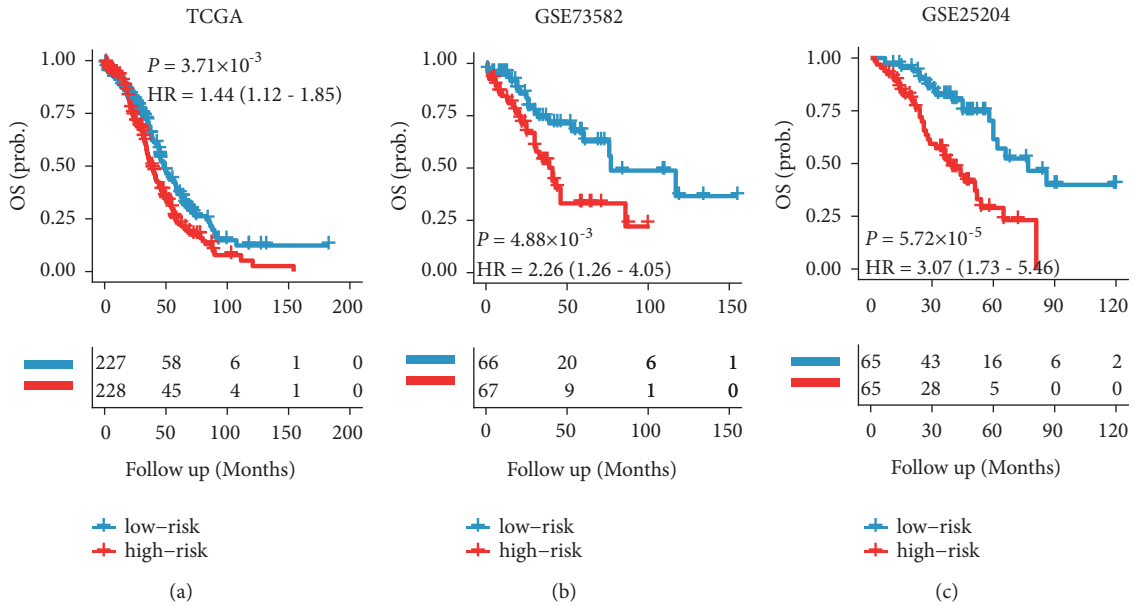 TCGA
1.00
0.75
0.50
0.25
0.00
OS (prob.)
P = 3.71×10-3
HR = 1.44 (1.12 - 1.85)
0 50 100 150 200
227 58 6 1 0
228 45 4 1 0
0 50 100 150 200
Follow up (Months)
low-risk
high-risk
(a)
GSE73582
1.00
0.75
0.50
0.25
0.00
OS (prob.)
P = 4.88×10-3
HR = 2.26 (1.26 - 4.05)
0 50 100 150
66 20 6 1
67 9 1 0
0 50 100 150
Follow up (Months)
low-risk
high-risk
(b)
GSE25204
1.00
0.75
0.50
0.25
0.00
OS (prob.)
P = 5.72×10-5
HR = 3.07 (1.73 - 5.46)
0 30 60 90 120
65 43 16 6 2
65 28 5 0 0
0 30 60 90 120
Follow up (Months)
low-risk
high-risk
(c)